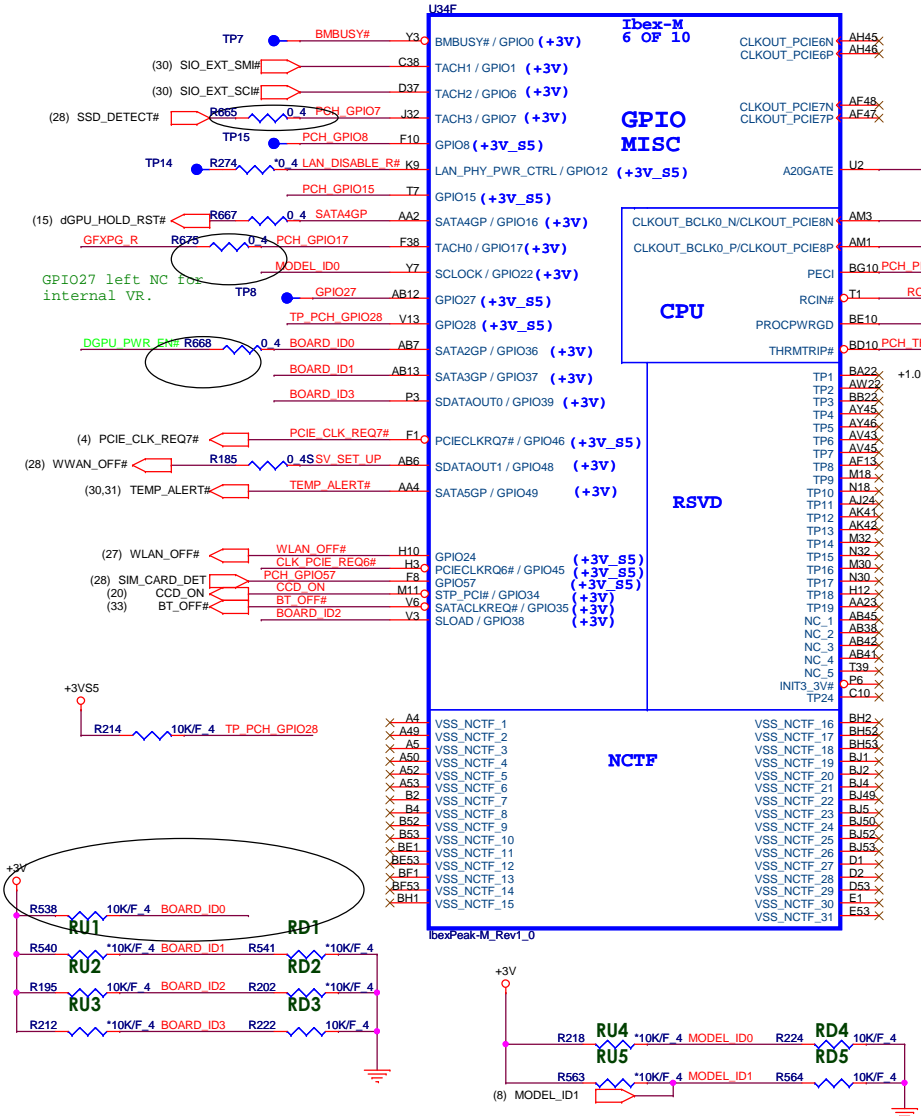 U34F
Ibex-M
6 OF 10
GPIO
MISC
CPU
RSVD
NCTF
TP7 BMBUSY# Y3 BMBUSY# / GPIO0 (+3V)
(30) SIO_EXT_SMI# C38 TACH1 / GPIO1 (+3V)
(30) SIO_EXT_SCI# D37 TACH2 / GPIO6 (+3V)
(28) SSD_DETECT# R665 0_4 PCH_GPIO7 J32 TACH3 / GPIO7 (+3V)
TP15 PCH_GPIO8 F10 GPIO8 (+3V_S5)
TP14 R274 *0_4 LAN_DISABLE_R# K9 LAN_PHY_PWR_CTRL / GPIO12 (+3V_S5)
PCH_GPIO15 T7 GPIO15 (+3V_S5)
(15) dGPU_HOLD_RST# R667 0_4 SATA4GP AA2 SATA4GP / GPIO16 (+3V)
GFXPG_R R675 0_4 PCH_GPIO17 F38 TACH0 / GPIO17 (+3V)
MODEL_ID0 Y7 SCLOCK / GPIO22 (+3V)
GPIO27 left NC for
internal VR.
TP8 GPIO27 AB12 GPIO27 (+3V_S5)
TP_PCH_GPIO28 V13 GPIO28 (+3V_S5)
DGPU_PWR_EN# R668 0_4 BOARD_ID0 AB7 SATA2GP / GPIO36 (+3V)
BOARD_ID1 AB13 SATA3GP / GPIO37 (+3V)
BOARD_ID3 P3 SDATAOUT0 / GPIO39 (+3V)
(4) PCIE_CLK_REQ7# PCIE_CLK_REQ7# F1 PCIECLKRQ7# / GPIO46 (+3V_S5)
(28) WWAN_OFF# R185 0_4S SV_SET_UP AB6 SDATAOUT1 / GPIO48 (+3V)
(30,31) TEMP_ALERT# TEMP_ALERT# AA4 SATA5GP / GPIO49 (+3V)
(27) WLAN_OFF# WLAN_OFF# H10 GPIO24 (+3V_S5)
CLK_PCIE_REQ6# H3 PCIECLKRQ6# / GPIO45 (+3V_S5)
(28) SIM_CARD_DET PCH_GPIO57 F8 GPIO57 (+3V_S5)
(20) CCD_ON CCD_ON M11 STP_PCI# / GPIO34 (+3V)
(33) BT_OFF# BT_OFF# V6 SATACLKREQ# / GPIO35 (+3V)
BOARD_ID2 V3 SLOAD / GPIO38 (+3V)
CLKOUT_PCIE6N AH45
CLKOUT_PCIE6P AH46
CLKOUT_PCIE7N AF48
CLKOUT_PCIE7P AF47
A20GATE U2
CLKOUT_BCLK0_N/CLKOUT_PCIE8N AM3
CLKOUT_BCLK0_P/CLKOUT_PCIE8P AM1
PECI BG10 PCH_P
RCIN# T1 RC
PROCPWRGD BE10
THRMTRIP# BD10 PCH_T
+1.0
TP1 BA22
TP2 AW22
TP3 BB22
TP4 AY45
TP5 AY46
TP6 AV43
TP7 AV45
TP8 AF13
TP9 M18
TP10 N18
TP11 AJ24
TP12 AK41
TP13 AK42
TP14 M32
TP15 N32
TP16 M30
TP17 N30
TP18 H12
TP19 AA23
NC_1 AB45
NC_2 AB38
NC_3 AB42
NC_4 AB41
NC_5 T39
INIT3_3V# P6
TP24 C10
A4 VSS_NCTF_1
A49 VSS_NCTF_2
A5 VSS_NCTF_3
A50 VSS_NCTF_4
A52 VSS_NCTF_5
A53 VSS_NCTF_6
B2 VSS_NCTF_7
B4 VSS_NCTF_8
B52 VSS_NCTF_9
B53 VSS_NCTF_10
BE1 VSS_NCTF_11
BE53 VSS_NCTF_12
BF1 VSS_NCTF_13
BF53 VSS_NCTF_14
BH1 VSS_NCTF_15
VSS_NCTF_16 BH2
VSS_NCTF_17 BH52
VSS_NCTF_18 BH53
VSS_NCTF_19 BJ1
VSS_NCTF_20 BJ2
VSS_NCTF_21 BJ4
VSS_NCTF_22 BJ49
VSS_NCTF_23 BJ5
VSS_NCTF_24 BJ50
VSS_NCTF_25 BJ52
VSS_NCTF_26 BJ53
VSS_NCTF_27 D1
VSS_NCTF_28 D2
VSS_NCTF_29 D53
VSS_NCTF_30 E1
VSS_NCTF_31 E53
IbexPeak-M_Rev1_0
+3VS5
R214 10K/F_4 TP_PCH_GPIO28
+3V
R538 10K/F_4 BOARD_ID0
RU1 RD1
R540 *10K/F_4 BOARD_ID1 R541 *10K/F_4
RU2 RD2
R195 10K/F_4 BOARD_ID2 R202 *10K/F_4
RU3 RD3
R212 *10K/F_4 BOARD_ID3 R222 10K/F_4
+3V
RU4 RD4
R218 *10K/F_4 MODEL_ID0 R224 10K/F_4
RU5 RD5
R563 *10K/F_4 MODEL_ID1 R564 10K/F_4
(8) MODEL_ID1